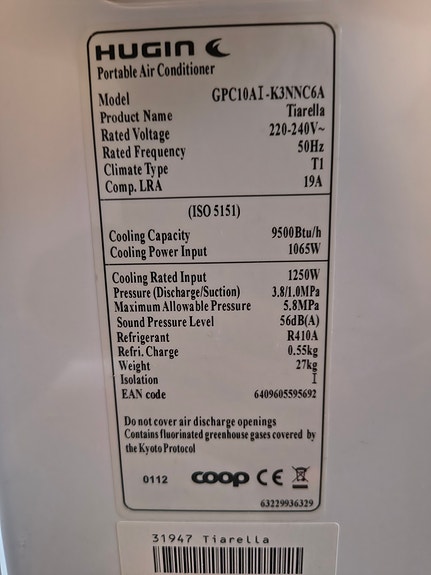 HUGIN
Portable Air Conditioner
Model GPC10AI-K3NNC6A
Product Name Tiarella
Rated Voltage 220-240V~
Rated Frequency 50Hz
Climate Type T1
Comp. LRA 19A
(ISO 5151)
Cooling Capacity 9500Btu/h
Cooling Power Input 1065W
Cooling Rated Input 1250W
Pressure (Discharge/Suction) 3.8/1.0MPa
Maximum Allowable Pressure 5.8MPa
Sound Pressure Level 56dB(A)
Refrigerant R410A
Refri. Charge 0.55kg
Weight 27kg
Isolation I
EAN code 6409605595692
Do not cover air discharge openings
Contains fluorinated greenhouse gases covered by
the Kyoto Protocol
0112 coop CE
63229936329
31947 Tiarella